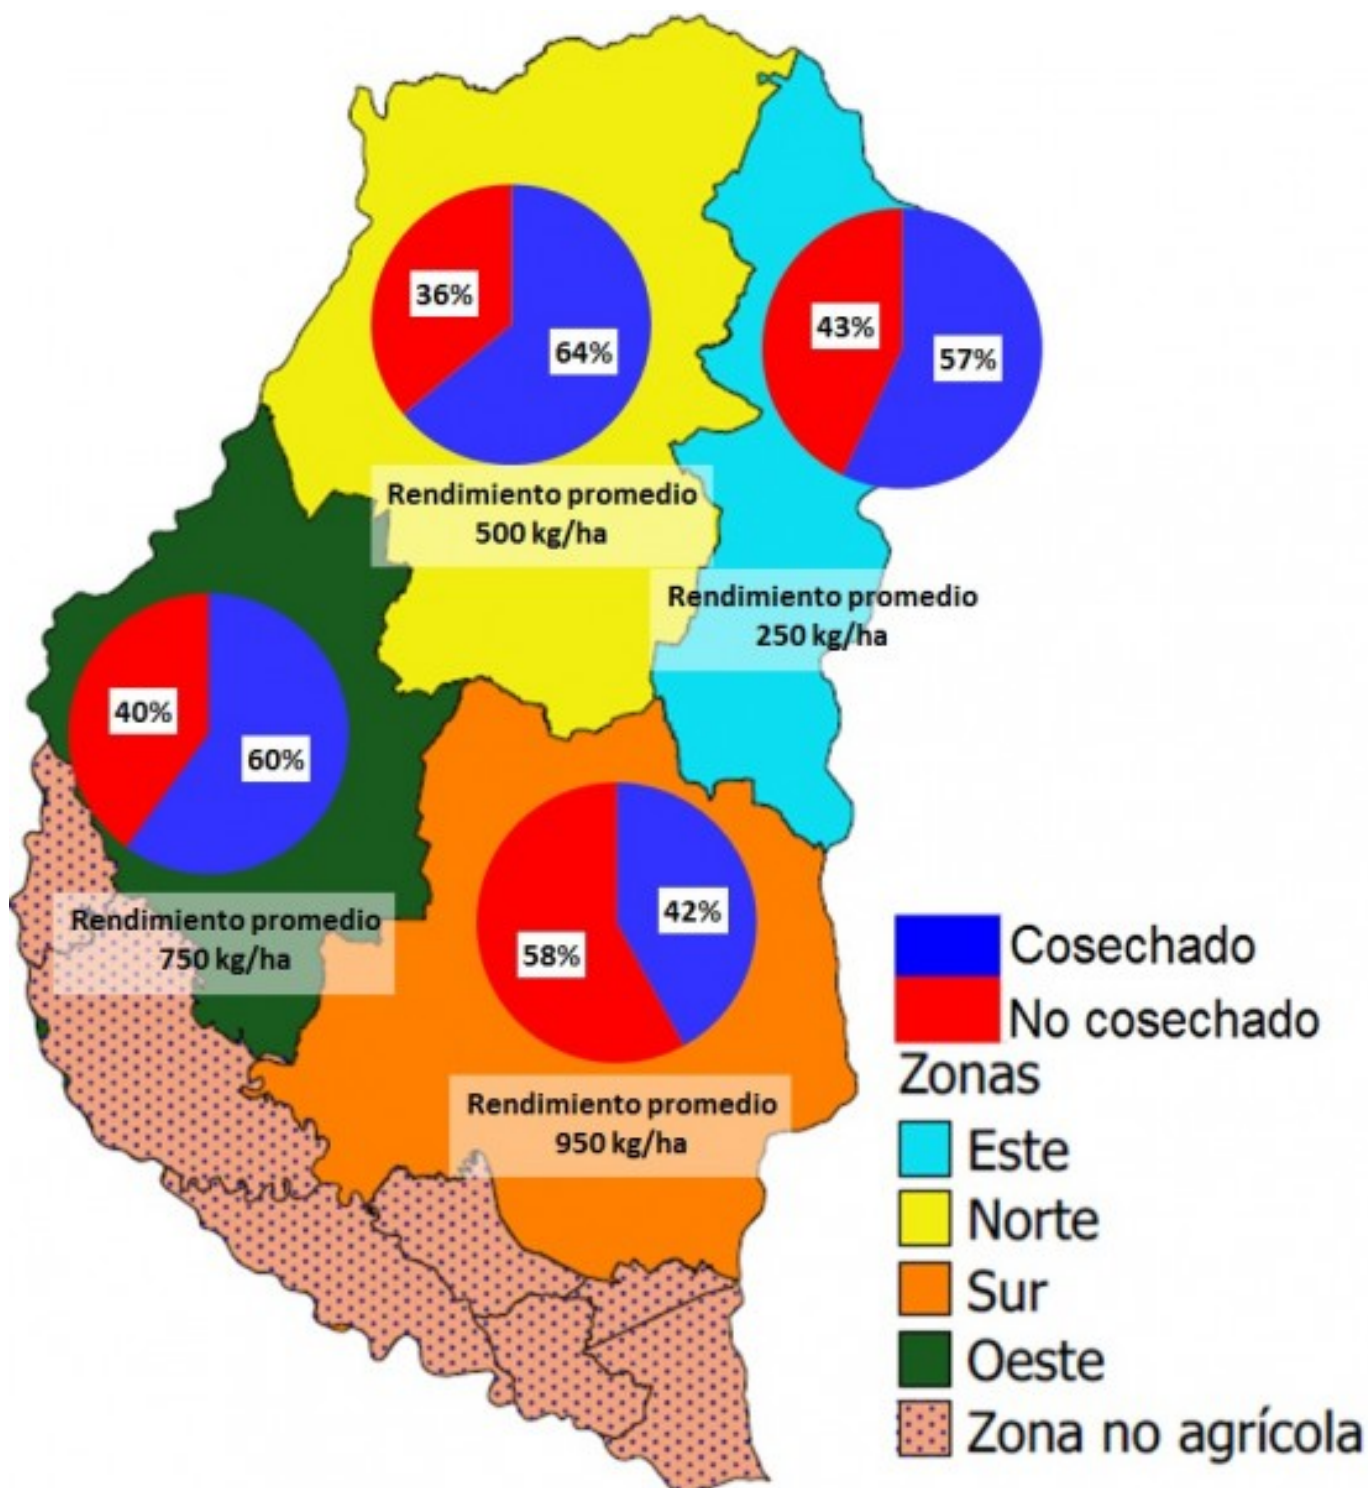 36%
64%
43%
57%
Rendimiento promedio
500 kg/ha
Rendimiento promedio
250 kg/ha
40%
60%
42%
58%
Rendimiento promedio
750 kg/ha
Rendimiento promedio
950 kg/ha
Cosechado
No cosechado
Zonas
Este
Norte
Sur
Oeste
Zona no agrícola